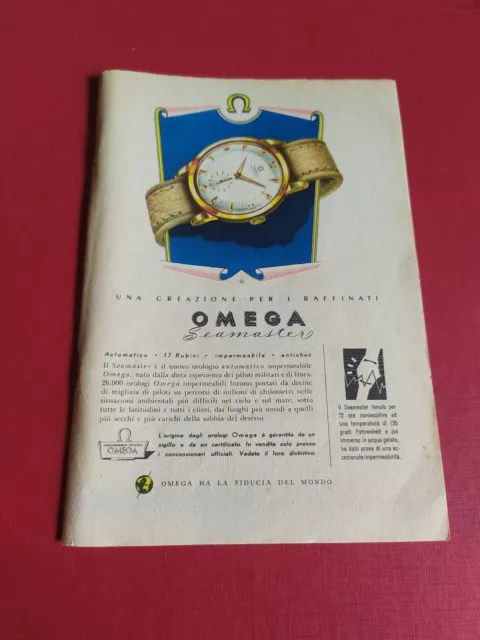 UNA CREAZIONE PER I RAFFINATI
OMEGA
Seamaster
Automatico • 17 Rubini • impermeabile • antichoc
Il Seamaster è il nuovo orologio automatico impermeabile
Omega, nato dalla dura esperienza dei piloti militari e di linea.
26.000 orologi Omega impermeabili furono portati da decine
di migliaia di piloti su percorsi di milioni di chilometri nelle
situazioni ambientali più difficili nel cielo e sul mare, sotto
tutte le latitudini e tutti i climi, dai luoghi più umidi a quelli
più secchi e più carichi della sabbia del deserto.
OMEGA
L'origine degli orologi Omega è garantita da un
sigillo e da un certificato. In vendita solo presso
i concessionari ufficiali. Vedete il loro distintivo.
OMEGA HA LA FIDUCIA DEL MONDO
Il Seamaster tenuto per
72 ore consecutive ad
una temperatura di
gradi Fahrenheit e poi
immerso in acqua gelata,
ha dato prova di una ec-
cezionale impermeabilità.